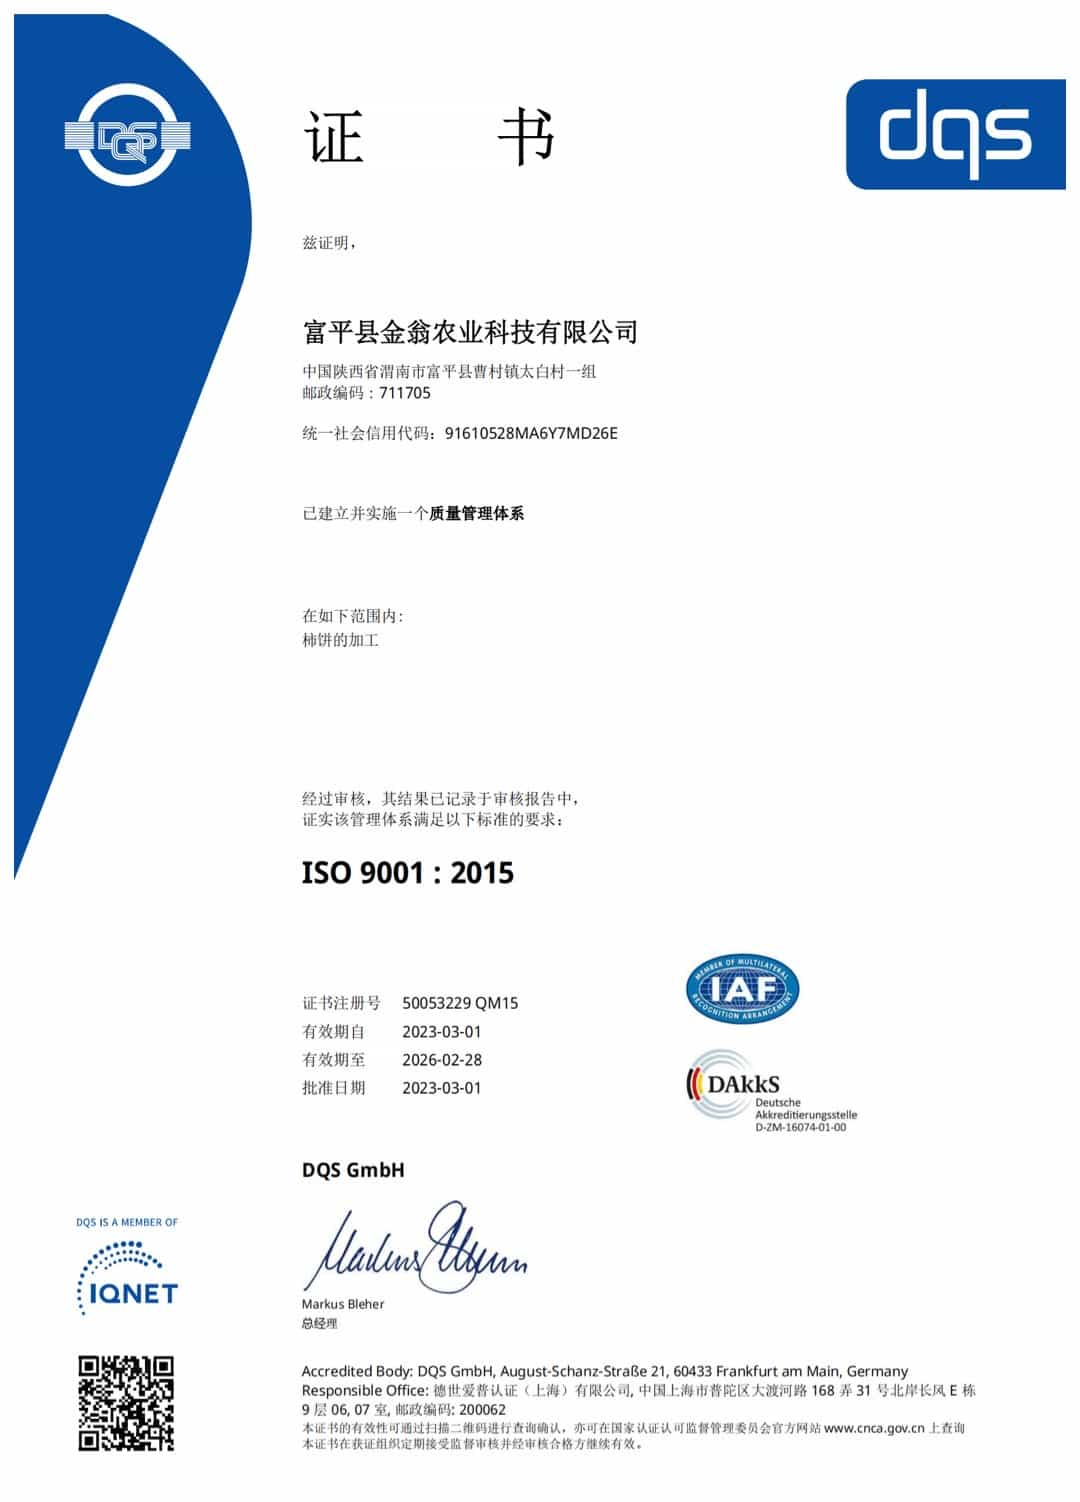 DQS
dqs
证 书
兹证明，
富平县金翁农业科技有限公司
中国陕西省渭南市富平县曹村镇太白村一组
邮政编码：711705
统一社会信用代码：91610528MA6Y7MD26E
已建立并实施一个质量管理体系
在如下范围内:
柿饼的加工
经过审核，其结果已记录于审核报告中，
证实该管理体系满足以下标准的要求：
ISO 9001 : 2015
证书注册号 50053229 QM15
有效期自 2023-03-01
有效期至 2026-02-28
批准日期 2023-03-01
MEMBER OF MULTILATERAL
IAF
RECOGNITION ARRANGEMENT
DAkkS
Deutsche
Akkreditierungsstelle
D-ZM-16074-01-00
DQS GmbH
Markus Bleher
总经理
DQS IS A MEMBER OF
IQNET
Accredited Body: DQS GmbH, August-Schanz-Straße 21, 60433 Frankfurt am Main, Germany
Responsible Office: 德世爱普认证（上海）有限公司, 中国上海市普陀区大渡河路 168 弄 31 号北岸长风 E 栋
9 层 06, 07 室, 邮政编码: 200062
本证书的有效性可通过扫描二维码进行查询确认，亦可在国家认证认可监督管理委员会官方网站 www.cnca.gov.cn 上查询
本证书在获证组织定期接受监督审核并经审核合格方继续有效。